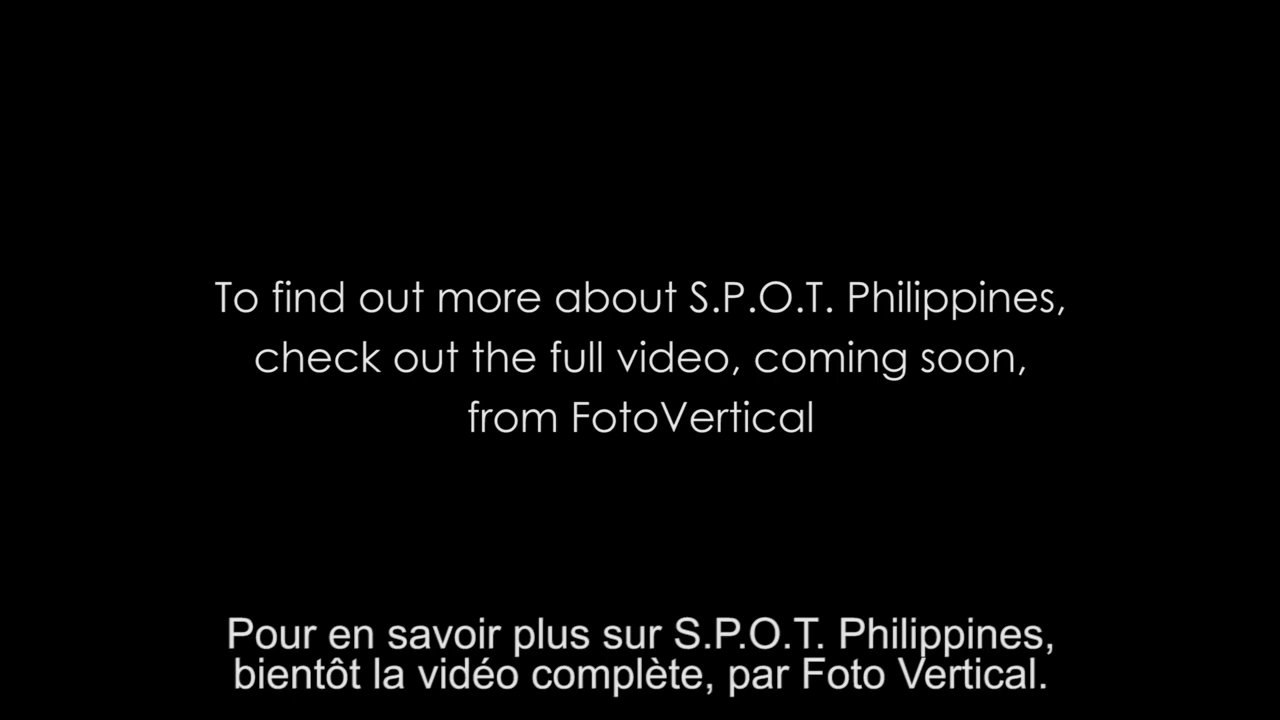 To find out more about S.P.O.T. Philippines,
check out the full video, coming soon,
from FotoVertical
Pour en savoir plus sur S.P.O.T. Philippines,
bientôt la vidéo complète, par Foto Vertical.